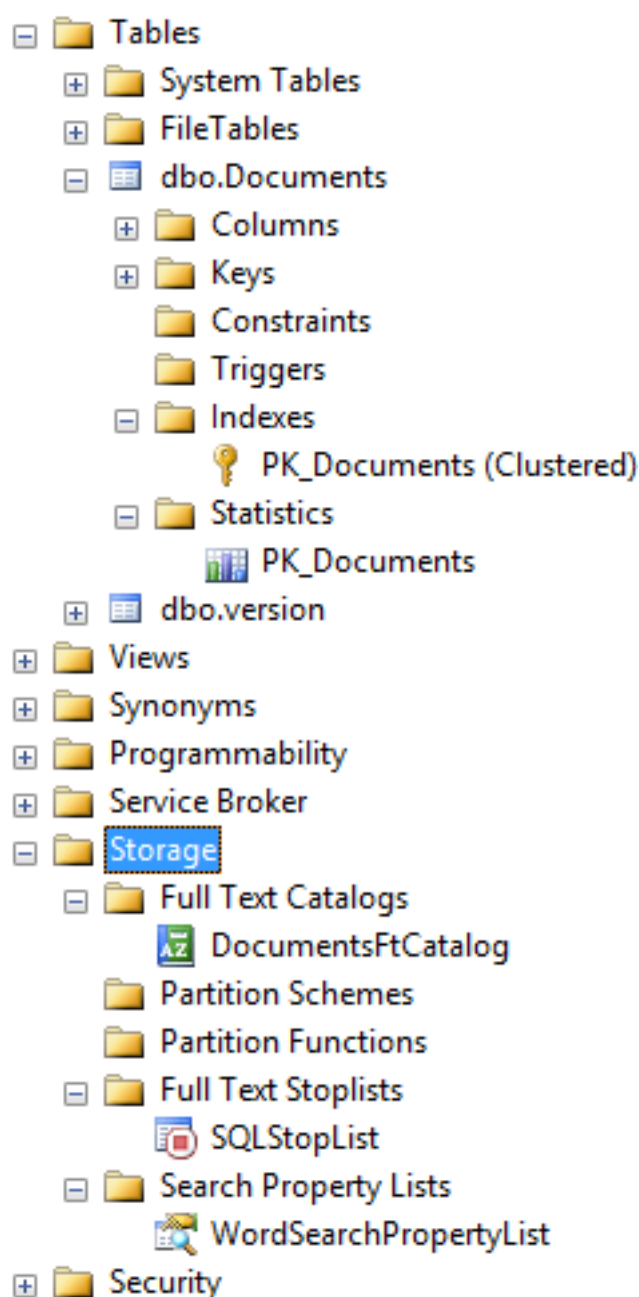 Tables
System Tables
FileTables
dbo.Documents
Columns
Keys
Constraints
Triggers
Indexes
PK_Documents (Clustered)
Statistics
PK_Documents
dbo.version
Views
Synonyms
Programmability
Service Broker
Storage
Full Text Catalogs
DocumentsFtCatalog
Partition Schemes
Partition Functions
Full Text Stoplists
SQLStopList
Search Property Lists
WordSearchPropertyList
Security